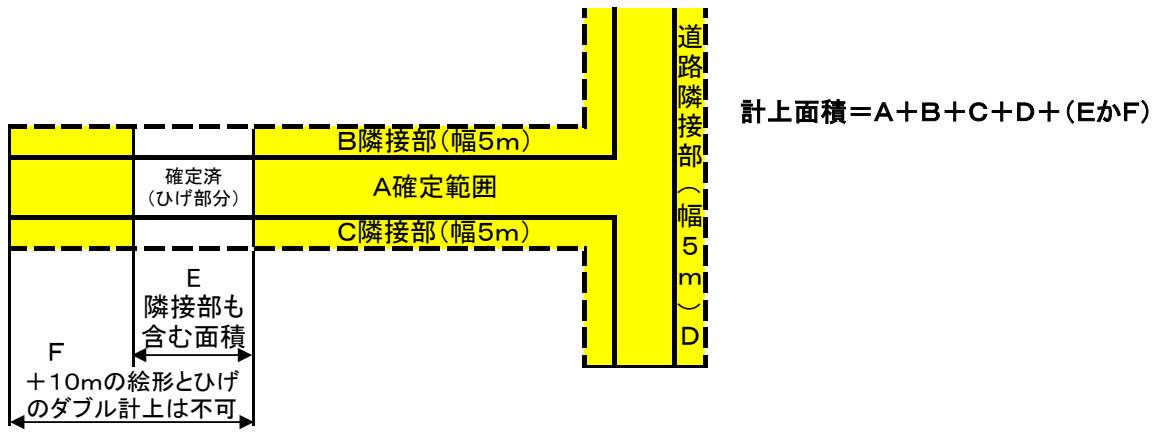 道路隣接部（幅5m）D
計上面積＝A＋B＋C＋D＋（EかF）
B隣接部（幅5m）
確定済
（ひげ部分）
A確定範囲
C隣接部（幅5m）
E
隣接部も
含む面積
F
＋10mの絵形とひげ
のダブル計上は不可